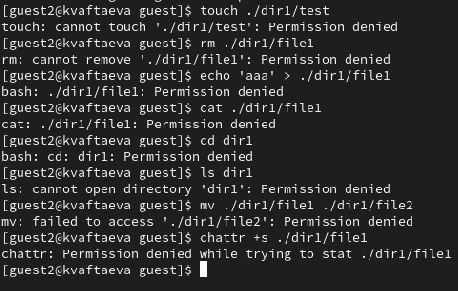 [guest2@kvaftaeva guest]$ touch ./dir1/test
touch: cannot touch './dir1/test': Permission denied
[guest2@kvaftaeva guest]$ rm ./dir1/file1
rm: cannot remove './dir1/file1': Permission denied
[guest2@kvaftaeva guest]$ echo 'aaa' > ./dir1/file1
bash: ./dir1/file1: Permission denied
[guest2@kvaftaeva guest]$ cat ./dir1/file1
cat: ./dir1/file1: Permission denied
[guest2@kvaftaeva guest]$ cd dir1
bash: cd: dir1: Permission denied
[guest2@kvaftaeva guest]$ ls dir1
ls: cannot open directory 'dir1': Permission denied
[guest2@kvaftaeva guest]$ mv ./dir1/file1 ./dir1/file2
mv: failed to access './dir1/file2': Permission denied
[guest2@kvaftaeva guest]$ chattr +s ./dir1/file1
chattr: Permission denied while trying to stat ./dir1/file1
[guest2@kvaftaeva guest]$